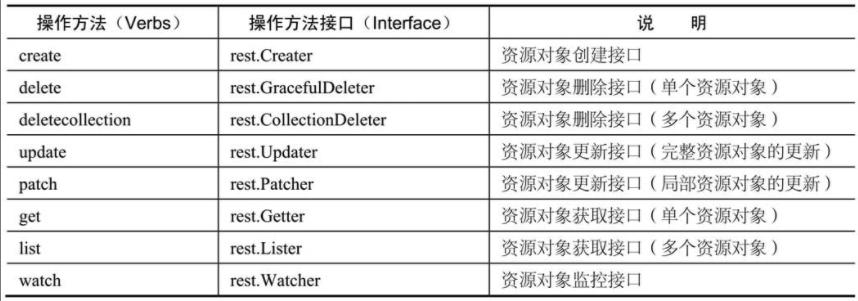 操作方法（Verbs） 操作方法接口（Interface） 说 明
create rest.Creater 资源对象创建接口
delete rest.GracefulDeleter 资源对象删除接口（单个资源对象）
deletecollection rest.CollectionDeleter 资源对象删除接口（多个资源对象）
update rest.Updater 资源对象更新接口（完整资源对象的更新）
patch rest.Patcher 资源对象更新接口（局部资源对象的更新）
get rest.Getter 资源对象获取接口（单个资源对象）
list rest.Lister 资源对象获取接口（多个资源对象）
watch rest.Watcher 资源对象监控接口